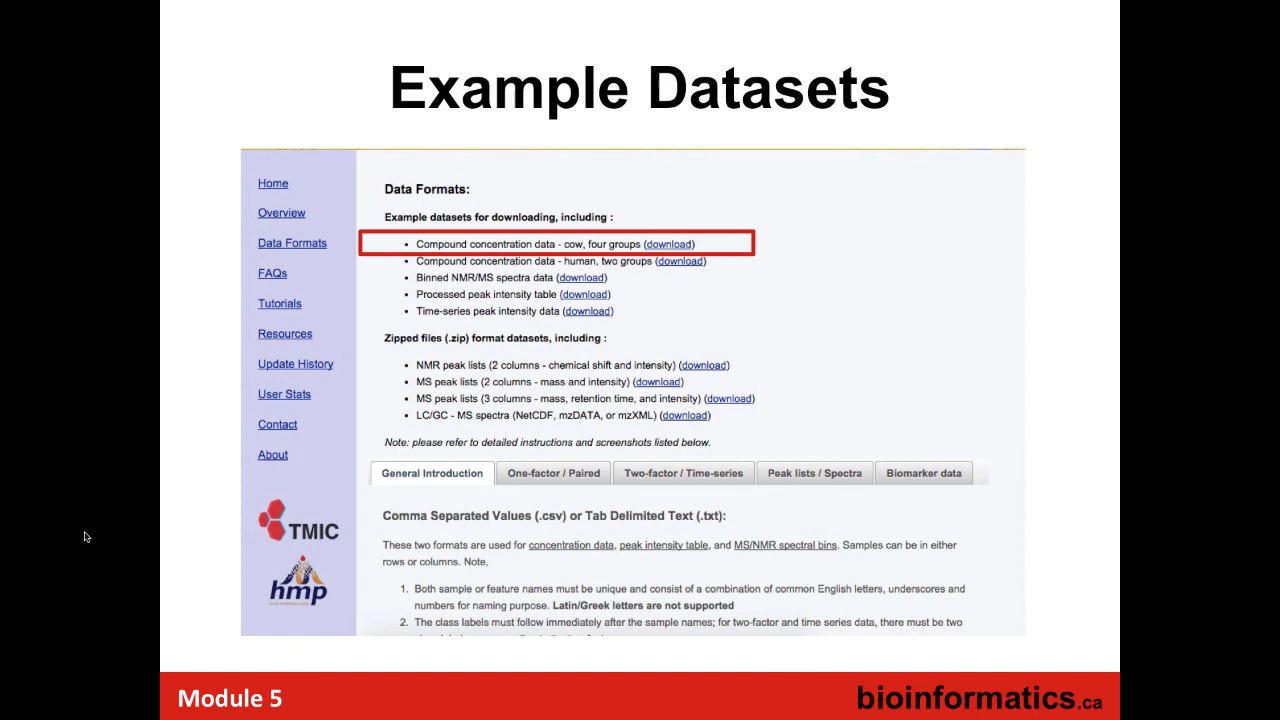 Example Datasets
Home
Overview
Data Formats
FAQs
Tutorials
Resources
Update History
User Stats
Contact
About
TMIC
hmp
Data Formats:
Example datasets for downloading, including :
• Compound concentration data - cow, four groups (download)
• Compound concentration data - human, two groups (download)
• Binned NMR/MS spectra data (download)
• Processed peak intensity table (download)
• Time-series peak intensity data (download)
Zipped files (.zip) format datasets, including :
• NMR peak lists (2 columns - chemical shift and intensity) (download)
• MS peak lists (2 columns - mass and intensity) (download)
• MS peak lists (3 columns - mass, retention time, and intensity) (download)
• LC/GC - MS spectra (NetCDF, mzDATA, or mzXML) (download)
Note: please refer to detailed instructions and screenshots listed below.
General Introduction One-factor / Paired Two-factor / Time-series Peak lists / Spectra Biomarker data
Comma Separated Values (.csv) or Tab Delimited Text (.txt):
These two formats are used for concentration data, peak intensity table, and MS/NMR spectral bins. Samples can be in either
rows or columns. Note,
1. Both sample or feature names must be unique and consist of a combination of common English letters, underscores and
numbers for naming purpose. Latin/Greek letters are not supported
2. The class labels must follow immediately after the sample names; for two-factor and time series data, there must be two
Module 5
bioinformatics.ca